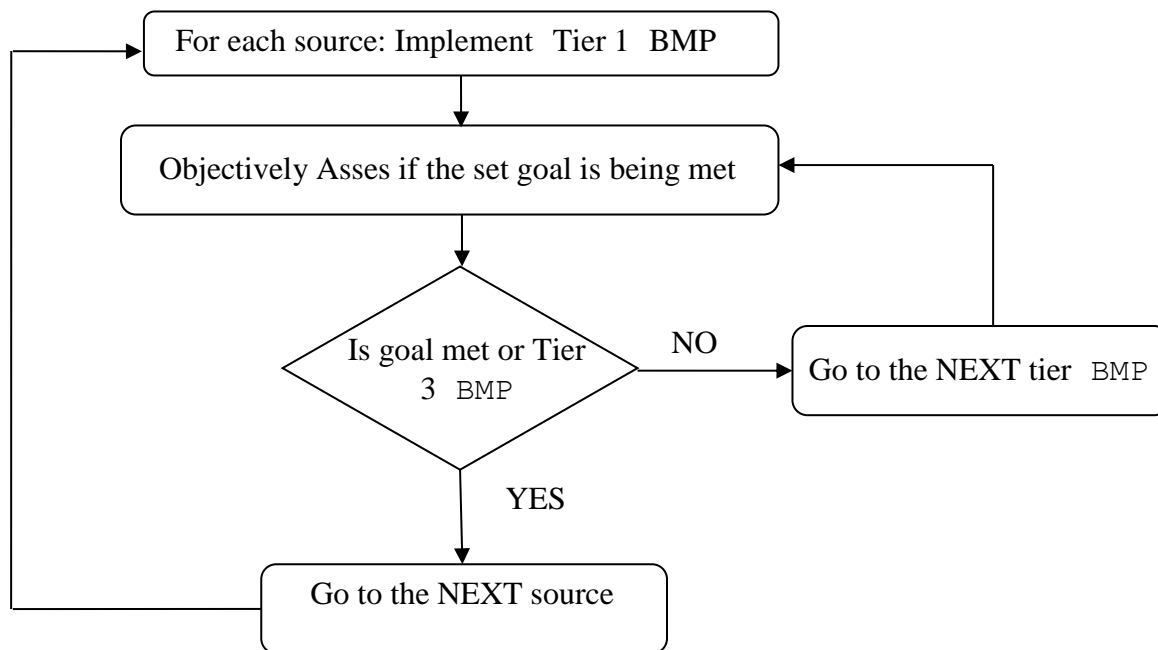 For each source: Implement Tier 1 BMP
Objectively Asses if the set goal is being met
Is goal met or Tier
3 BMP
NO
Go to the NEXT tier BMP
YES
Go to the NEXT source